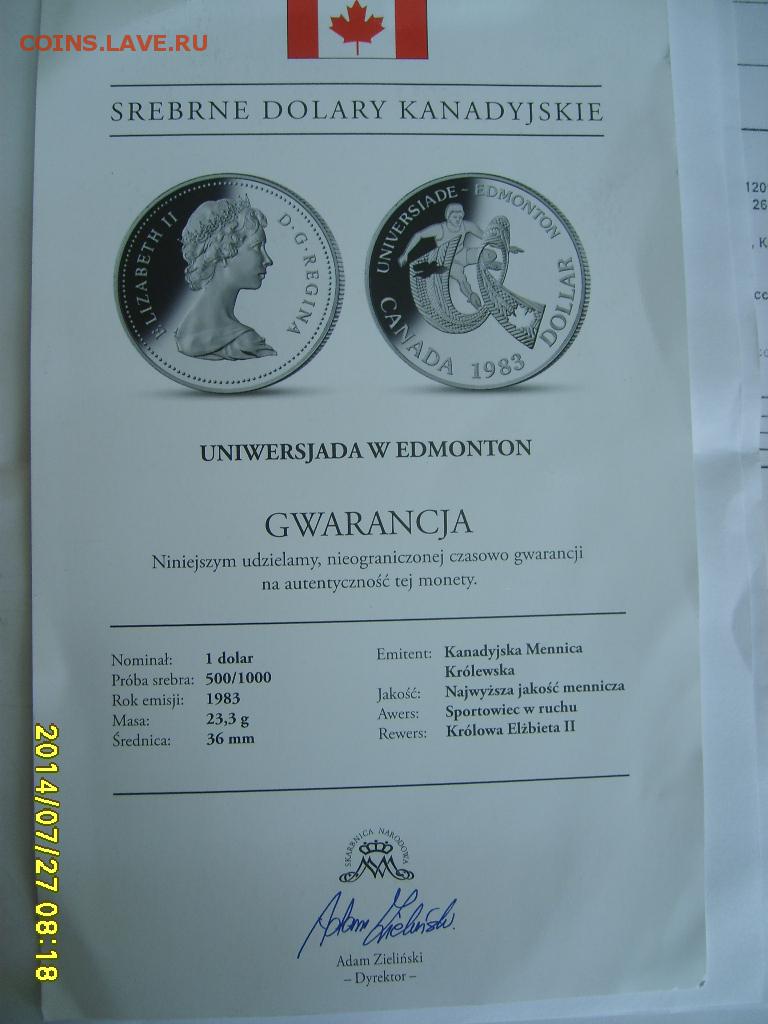 COINS.LAVE.RU
SREBRNE DOLARY KANADYJSKIE
ELIZABETH II D·G·REGINA
UNIVERSIADE - EDMONTON
CANADA 1983 DOLLAR
UNIWERSJADA W EDMONTON
GWARANCJA
Niniejszym udzielamy, nieograniczonej czasowo gwarancji
na autentyczność tej monety.
Nominał: 1 dolar
Próba srebra: 500/1000
Rok emisji: 1983
Masa: 23,3 g
Średnica: 36 mm
Emitent: Kanadyjska Mennica
Królewska
Jakość: Najwyższa jakość mennicza
Awers: Sportowiec w ruchu
Rewers: Królowa Elżbieta II
SKARBNICA NARODOWA
Adam Zieliński
Adam Zieliński
– Dyrektor –
2014/07/27 08:18
120
26
, K